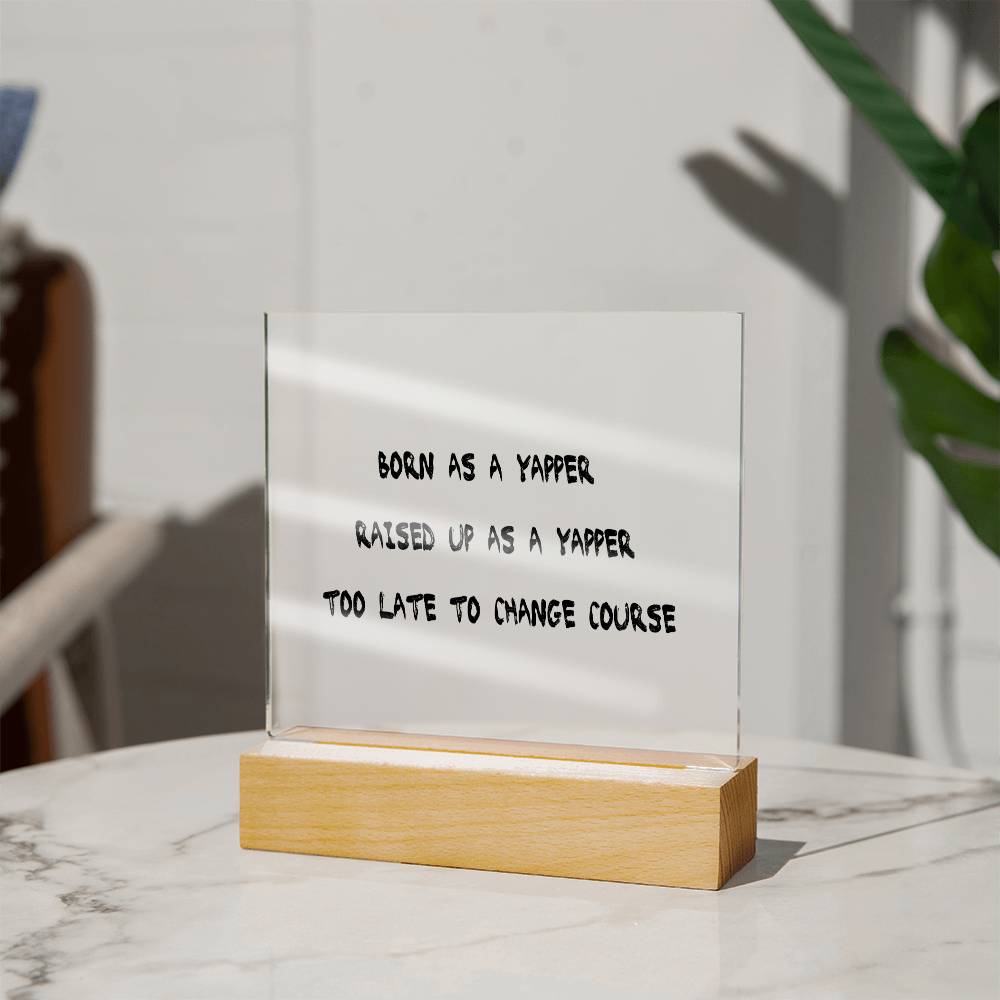 BORN AS A YAPPER
RAISED UP AS A YAPPER
TOO LATE TO CHANGE COURSE